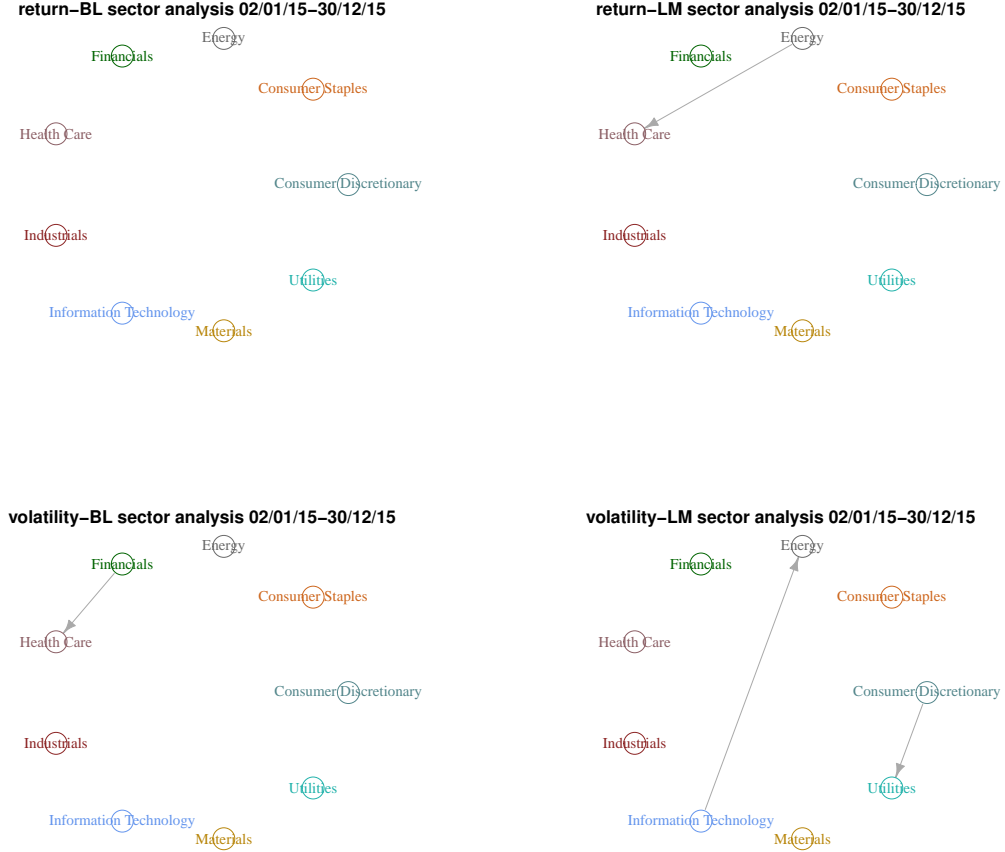 return−BL sector analysis 02/01/15−30/12/15
Energy
Financials
Consumer Staples
Health Care
Consumer Discretionary
Industrials
Utilities
Information Technology
Materials
return−LM sector analysis 02/01/15−30/12/15
Energy
Financials
Consumer Staples
Health Care
Consumer Discretionary
Industrials
Utilities
Information Technology
Materials
volatility−BL sector analysis 02/01/15−30/12/15
Energy
Financials
Consumer Staples
Health Care
Consumer Discretionary
Industrials
Utilities
Information Technology
Materials
volatility−LM sector analysis 02/01/15−30/12/15
Energy
Financials
Consumer Staples
Health Care
Consumer Discretionary
Industrials
Utilities
Information Technology
Materials